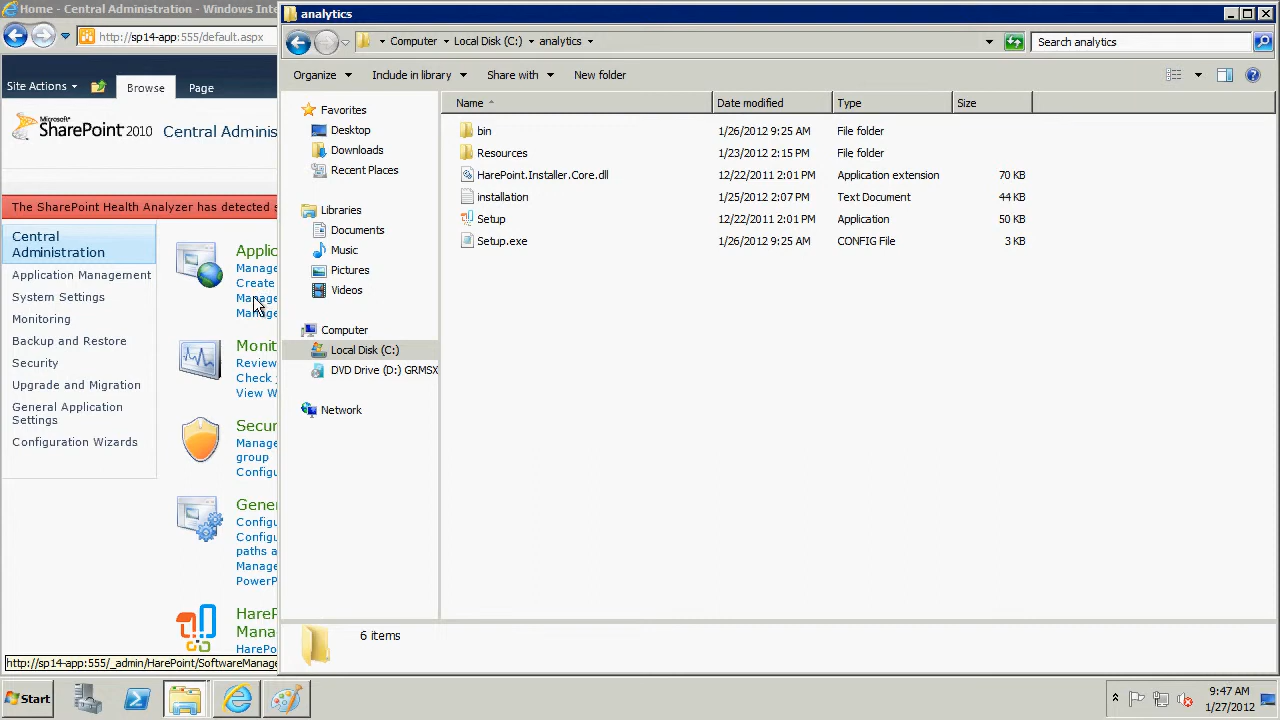 Home - Central Administration - Windows Inte
http://sp14-app:555/default.aspx
Site Actions
Browse
Page
Microsoft
SharePoint 2010
Central Adminis
The SharePoint Health Analyzer has detected s
Central
Administration
Application Management
System Settings
Monitoring
Backup and Restore
Security
Upgrade and Migration
General Application
Settings
Configuration Wizards
Applic
Manage
Create
Manage
Manag
Monit
Review
Check
View W
Secur
Manage
group
Configu
Gene
Configu
Configu
paths a
Manage
PowerP
HareP
Mana
HarePo
http://sp14-app:555/_admin/HarePoint/SoftwareManage
analytics
Computer
Local Disk (C:)
analytics
Search analytics
Organize
Include in library
Share with
New folder
Favorites
Desktop
Downloads
Recent Places
Libraries
Documents
Music
Pictures
Videos
Computer
Local Disk (C:)
DVD Drive (D:) GRMSX
Network
Name
Date modified
Type
Size
bin
1/26/2012 9:25 AM
File folder
Resources
1/23/2012 2:15 PM
File folder
HarePoint.Installer.Core.dll
12/22/2011 2:01 PM
Application extension
70 KB
installation
1/25/2012 2:07 PM
Text Document
44 KB
Setup
12/22/2011 2:01 PM
Application
50 KB
Setup.exe
1/26/2012 9:25 AM
CONFIG File
3 KB
6 items
Start
9:47 AM
1/27/2012